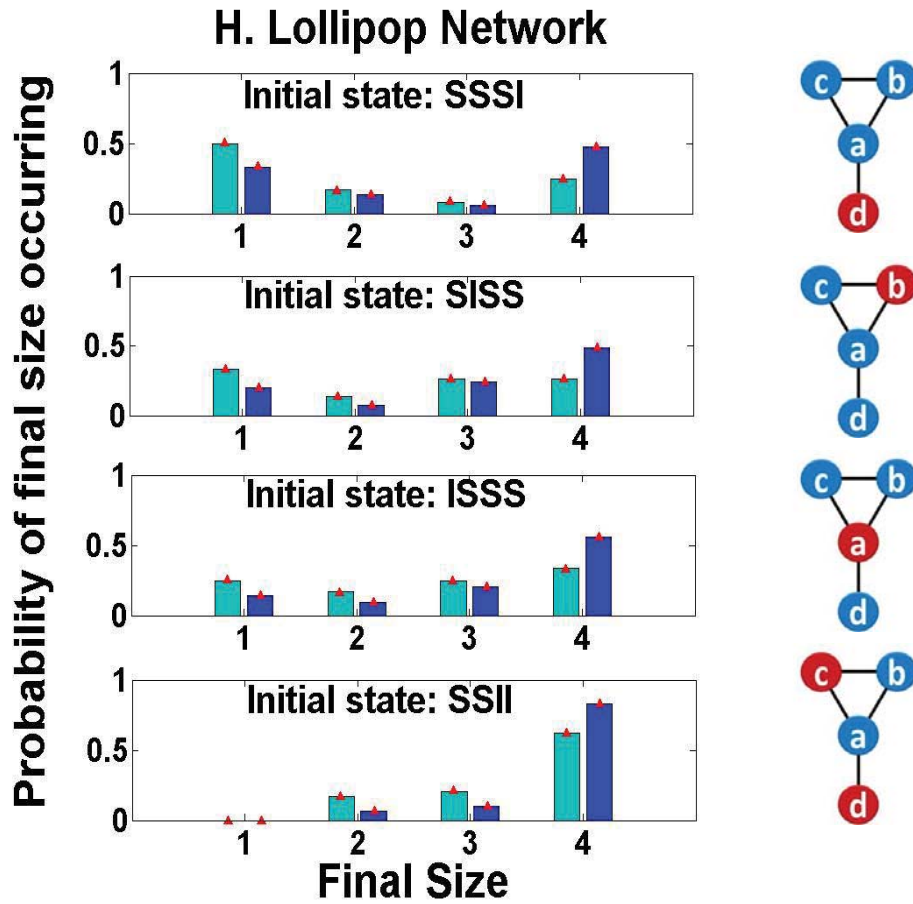 H. Lollipop Network
Probability of final size occurring
Initial state: SSSI
1
0.5
0
1 2 3 4
c b
a
d
Initial state: SISS
1
0.5
0
1 2 3 4
c b
a
d
Initial state: ISSS
1
0.5
0
1 2 3 4
c b
a
d
Initial state: SSII
1
0.5
0
1 2 3 4
c b
a
d
Final Size